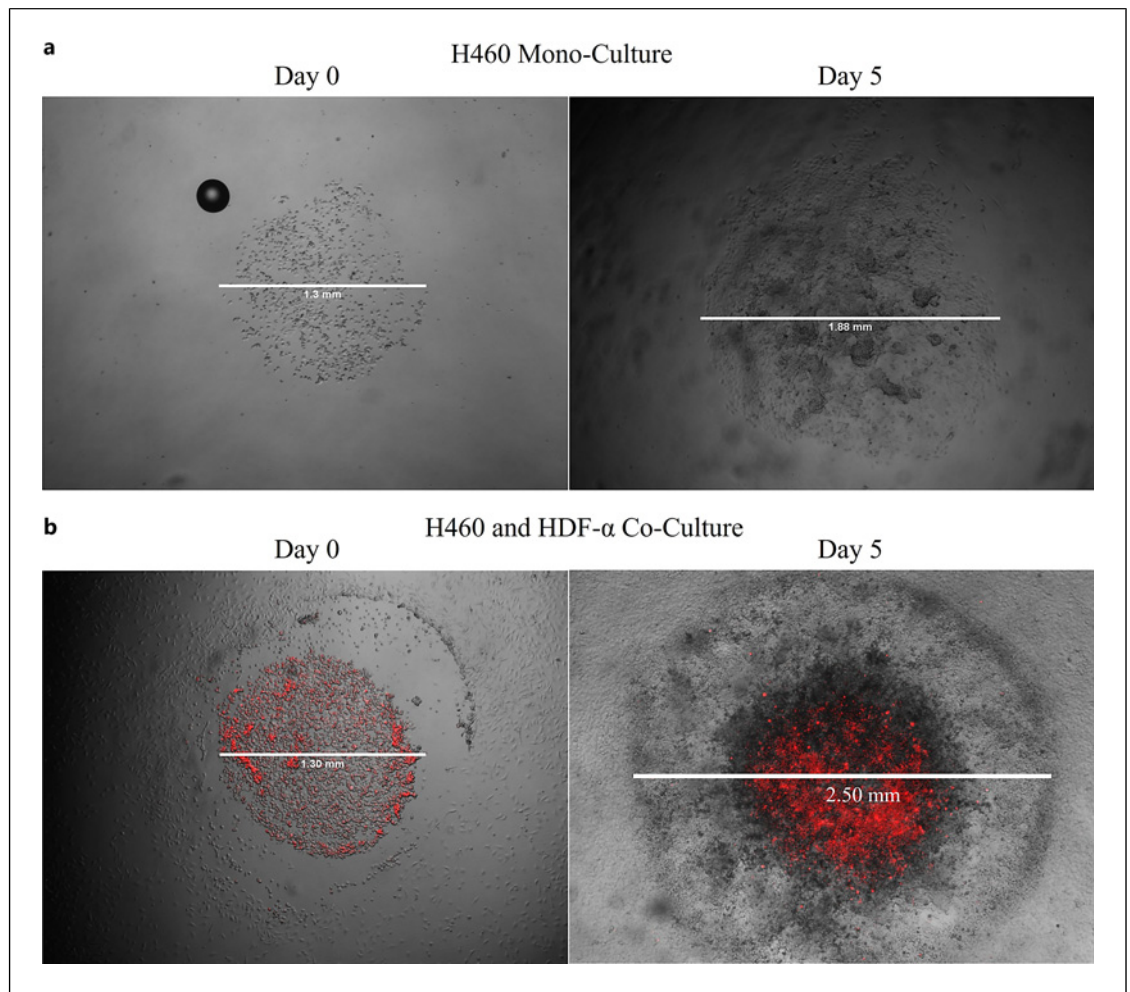 a
H460 Mono-Culture
Day 0
Day 5
1.3 mm
1.88 mm
b
H460 and HDF-α Co-Culture
Day 0
Day 5
1.30 mm
2.50 mm